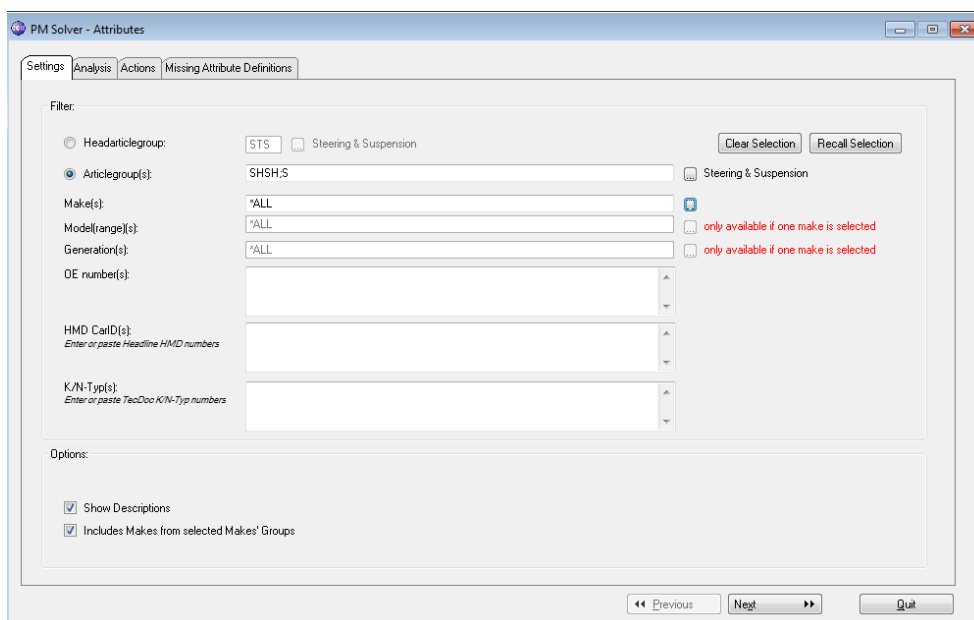 PM Solver - Attributes
Settings Analysis Actions Missing Attribute Definitions
Filter:
Headarticlegroup: STS ... Steering & Suspension Clear Selection Recall Selection
Articlegroup(s): SHSH;S ... Steering & Suspension
Make(s): *ALL
Model(range)(s): *ALL ... only available if one make is selected
Generation(s): *ALL ... only available if one make is selected
OE number(s):
HMD CarID(s):
Enter or paste Headline HMD numbers
K/N-Typ(s):
Enter or paste TecDoc K/N-Typ numbers
Options:
Show Descriptions
Includes Makes from selected Makes' Groups
Previous Next Quit